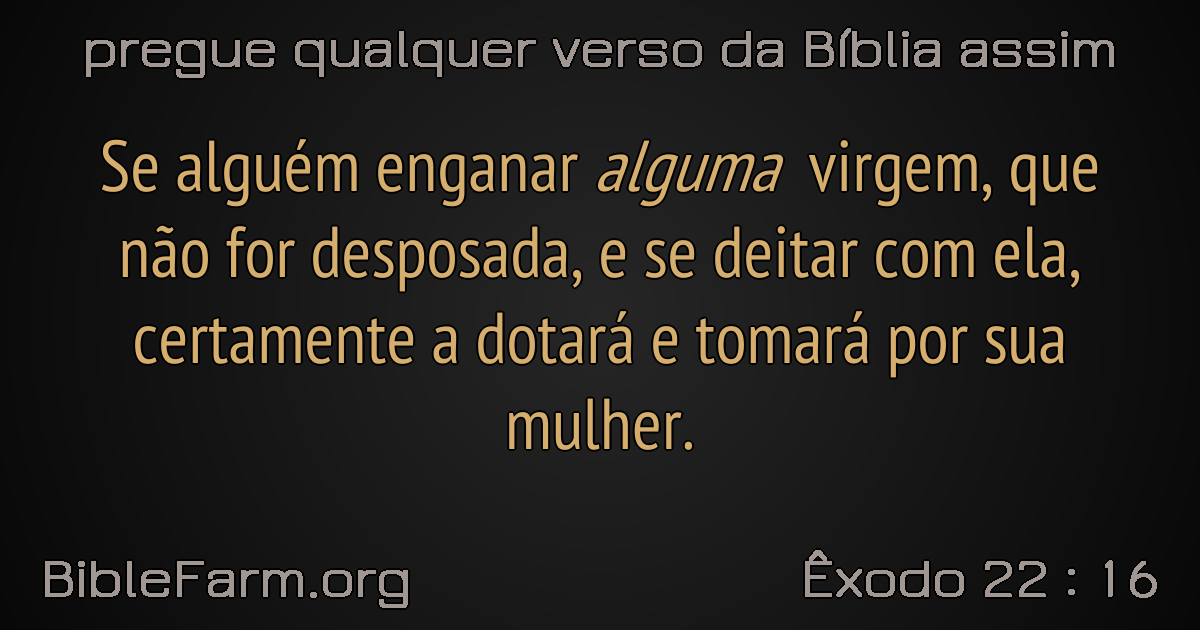 pregue qualquer verso da Bíblia assim
Se alguém enganar alguma virgem, que
não for desposada, e se deitar com ela,
certamente a dotará e tomará por sua
mulher.
BibleFarm.org
Êxodo 22 : 16